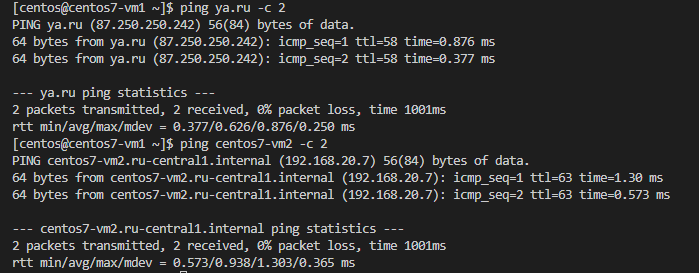 [centos@centos7-vm1 ~]$ ping ya.ru -c 2
PING ya.ru (87.250.250.242) 56(84) bytes of data.
64 bytes from ya.ru (87.250.250.242): icmp_seq=1 ttl=58 time=0.876 ms
64 bytes from ya.ru (87.250.250.242): icmp_seq=2 ttl=58 time=0.377 ms

--- ya.ru ping statistics ---
2 packets transmitted, 2 received, 0% packet loss, time 1001ms
rtt min/avg/max/mdev = 0.377/0.626/0.876/0.250 ms
[centos@centos7-vm1 ~]$ ping centos7-vm2 -c 2
PING centos7-vm2.ru-central1.internal (192.168.20.7) 56(84) bytes of data.
64 bytes from centos7-vm2.ru-central1.internal (192.168.20.7): icmp_seq=1 ttl=63 time=1.30 ms
64 bytes from centos7-vm2.ru-central1.internal (192.168.20.7): icmp_seq=2 ttl=63 time=0.573 ms

--- centos7-vm2.ru-central1.internal ping statistics ---
2 packets transmitted, 2 received, 0% packet loss, time 1001ms
rtt min/avg/max/mdev = 0.573/0.938/1.303/0.365 ms